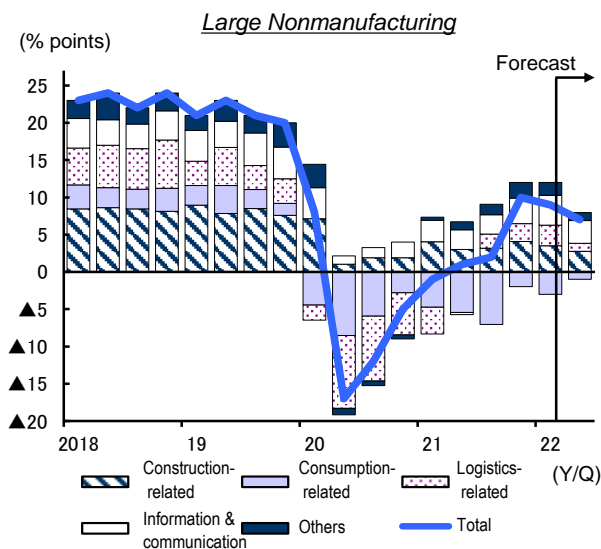 Large Nonmanufacturing
(% points)
Forecast
25
20
15
10
5
0
▲5
▲10
▲15
▲20
2018 19 20 21 22
(Y/Q)
Construction-related
Consumption-related
Logistics-related
Information & communication
Others
Total